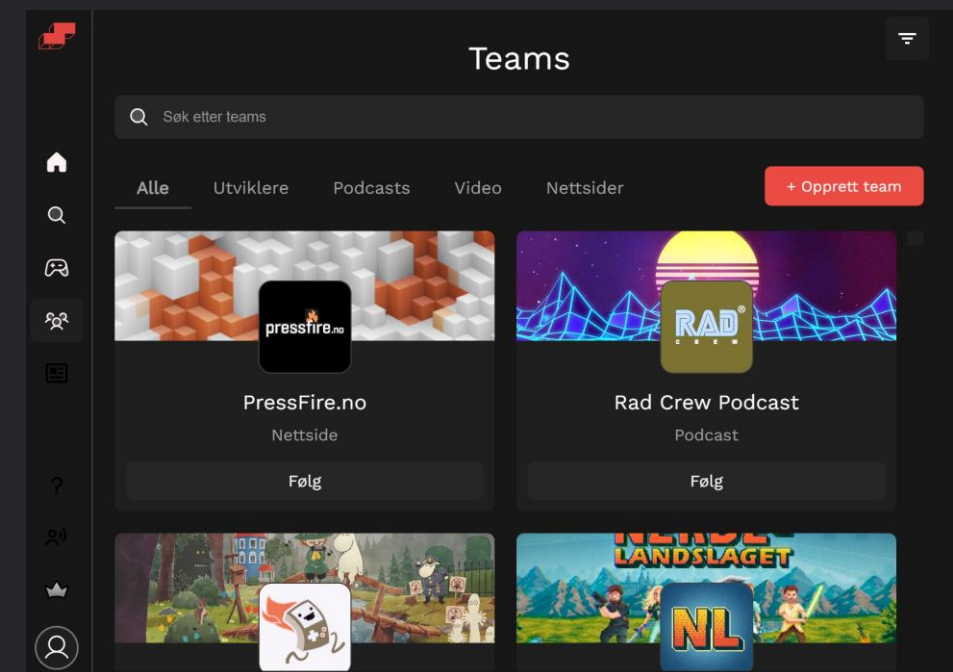 Teams
Søk etter teams
Alle Utviklere Podcasts Video Nettsider + Opprett team
pressfire.no
RAD®
CREW
PressFire.no
Nettside
Følg
Rad Crew Podcast
Podcast
Følg
NERDE
LANDSLAGET
NL